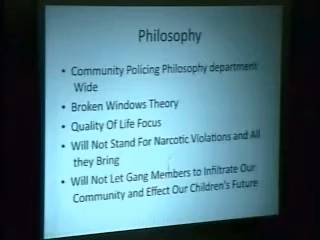 Philosophy
• Community Policing Philosophy department
Wide
• Broken Windows Theory
• Quality Of Life Focus
• Will Not Stand For Narcotic Violations and All
they Bring
• Will Not Let Gang Members to Infiltrate Our
Community and Effect Our Children's Future